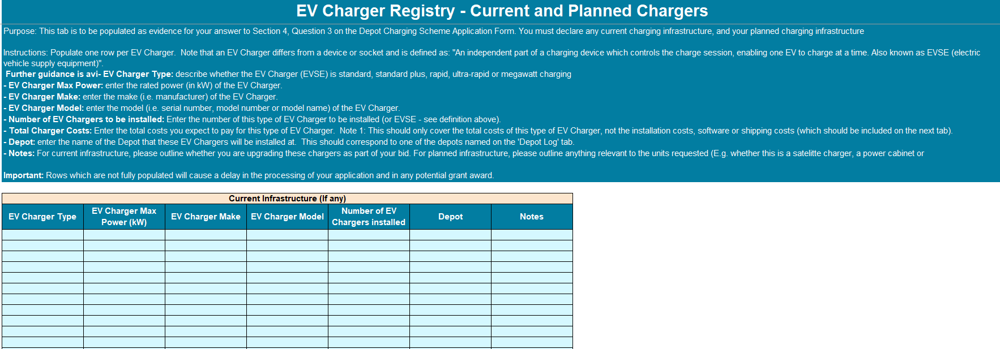 EV Charger Registry - Current and Planned Chargers
Purpose: This tab is to be populated as evidence for your answer to Section 4, Question 3 on the Depot Charging Scheme Application Form. You must declare any current charging infrastructure, and your planned charging infrastructure
Instructions: Populate one row per EV Charger.  Note that an EV Charger differs from a device or socket and is defined as: "An independent part of a charging device which controls the charge session, enabling one EV to charge at a time. Also known as EVSE (electric
vehicle supply equipment)".
Further guidance is avi- EV Charger Type: describe whether the EV Charger (EVSE) is standard, standard plus, rapid, ultra-rapid or megawatt charging
- EV Charger Max Power: enter the rated power (in kW) of the EV Charger.
- EV Charger Make: enter the make (i.e. manufacturer) of the EV Charger.
- EV Charger Model: enter the model (i.e. serial number, model number or model name) of the EV Charger.
- Number of EV Chargers to be installed: Enter the number of this type of EV Charger to be installed (or EVSE - see definition above).
- Total Charger Costs: Enter the total costs you expect to pay for this type of EV Charger.  Note 1: This should only cover the total costs of this type of EV Charger, not the installation costs, software or shipping costs (which should be included on the next tab).
- Depot: enter the name of the Depot that these EV Chargers will be installed at.  This should correspond to one of the depots named on the 'Depot Log' tab.
- Notes: For current infrastructure, please outline whether you are upgrading these chargers as part of your bid. For planned infrastructure, please outline anything relevant to the units requested (E.g. whether this is a satelitte charger, a power cabinet or
Important: Rows which are not fully populated will cause a delay in the processing of your application and in any potential grant award.
Current Infrastructure (If any)
EV Charger Type
EV Charger Max
Power (kW)
EV Charger Make
EV Charger Model
Number of EV
Chargers installed
Depot
Notes